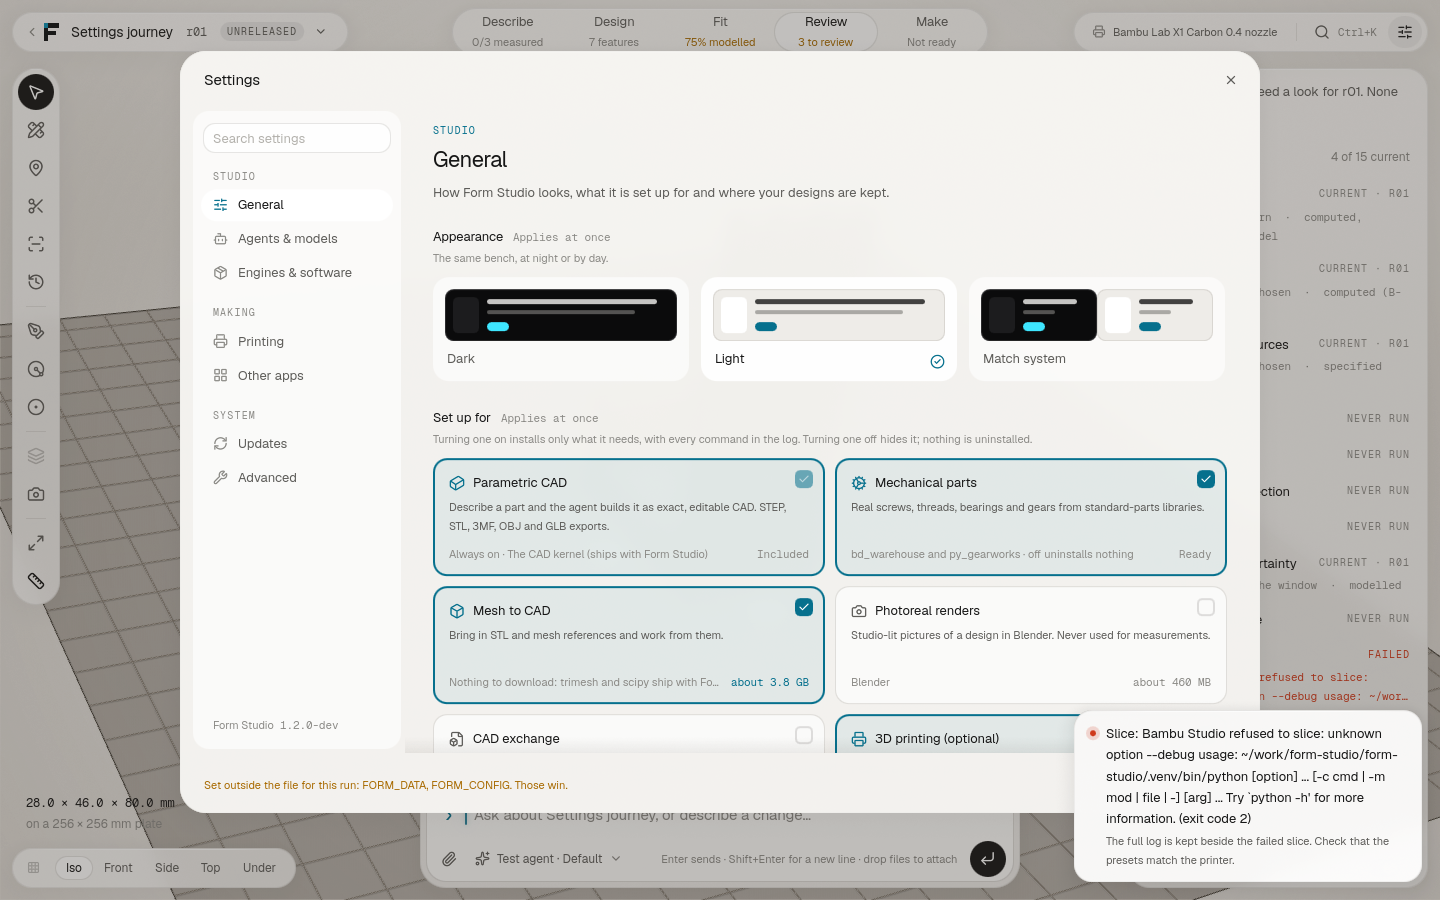 Settings journey r01 UNRELEASED
Describe
0/3 measured
Design
7 features
Fit
75% modelled
Review
3 to review
Make
Not ready
Bambu Lab X1 Carbon 0.4 nozzle
Ctrl+K
Settings
Search settings
STUDIO
General
Agents & models
Engines & software
MAKING
Printing
Other apps
SYSTEM
Updates
Advanced
Form Studio 1.2.0-dev
STUDIO
General
How Form Studio looks, what it is set up for and where your designs are kept.
Appearance Applies at once
The same bench, at night or by day.
Dark
Light
Match system
Set up for Applies at once
Turning one on installs only what it needs, with every command in the log. Turning one off hides it; nothing is uninstalled.
Parametric CAD
Describe a part and the agent builds it as exact, editable CAD. STEP,
STL, 3MF, OBJ and GLB exports.
Always on · The CAD kernel (ships with Form Studio) Included
Mechanical parts
Real screws, threads, bearings and gears from standard-parts libraries.
bd_warehouse and py_gearworks · off uninstalls nothing Ready
Mesh to CAD
Bring in STL and mesh references and work from them.
Nothing to download: trimesh and scipy ship with Fo... about 3.8 GB
Photoreal renders
Studio-lit pictures of a design in Blender. Never used for measurements.
Blender about 460 MB
CAD exchange
3D printing (optional)
Set outside the file for this run: FORM_DATA, FORM_CONFIG. Those win.
eed a look for r01. None
4 of 15 current
CURRENT · R01
rn · computed,
del
CURRENT · R01
hosen · computed (B-
urces CURRENT · R01
hosen · specified
NEVER RUN
NEVER RUN
ction NEVER RUN
NEVER RUN
rtainty CURRENT · R01
he window · modelled
e NEVER RUN
FAILED
refused to slice:
n --debug usage: ~/wor...
Slice: Bambu Studio refused to slice: unknown
option --debug usage: ~/work/form-studio/form-
studio/.venv/bin/python [option] ... [-c cmd | -m
mod | file | -] [arg] ... Try `python -h' for more
information. (exit code 2)
The full log is kept beside the failed slice. Check that the
presets match the printer.
28.0 × 46.0 × 80.0 mm
on a 256 × 256 mm plate
Iso Front Side Top Under
Ask about Settings journey, or describe a change...
Test agent · Default
Enter sends · Shift+Enter for a new line · drop files to attach